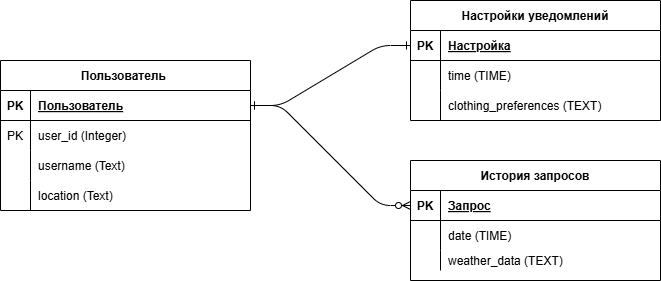 Пользователь
PK Пользователь
PK user_id (Integer)
username (Text)
location (Text)
Настройки уведомлений
PK Настройка
time (TIME)
clothing_preferences (TEXT)
История запросов
PK Запрос
date (TIME)
weather_data (TEXT)